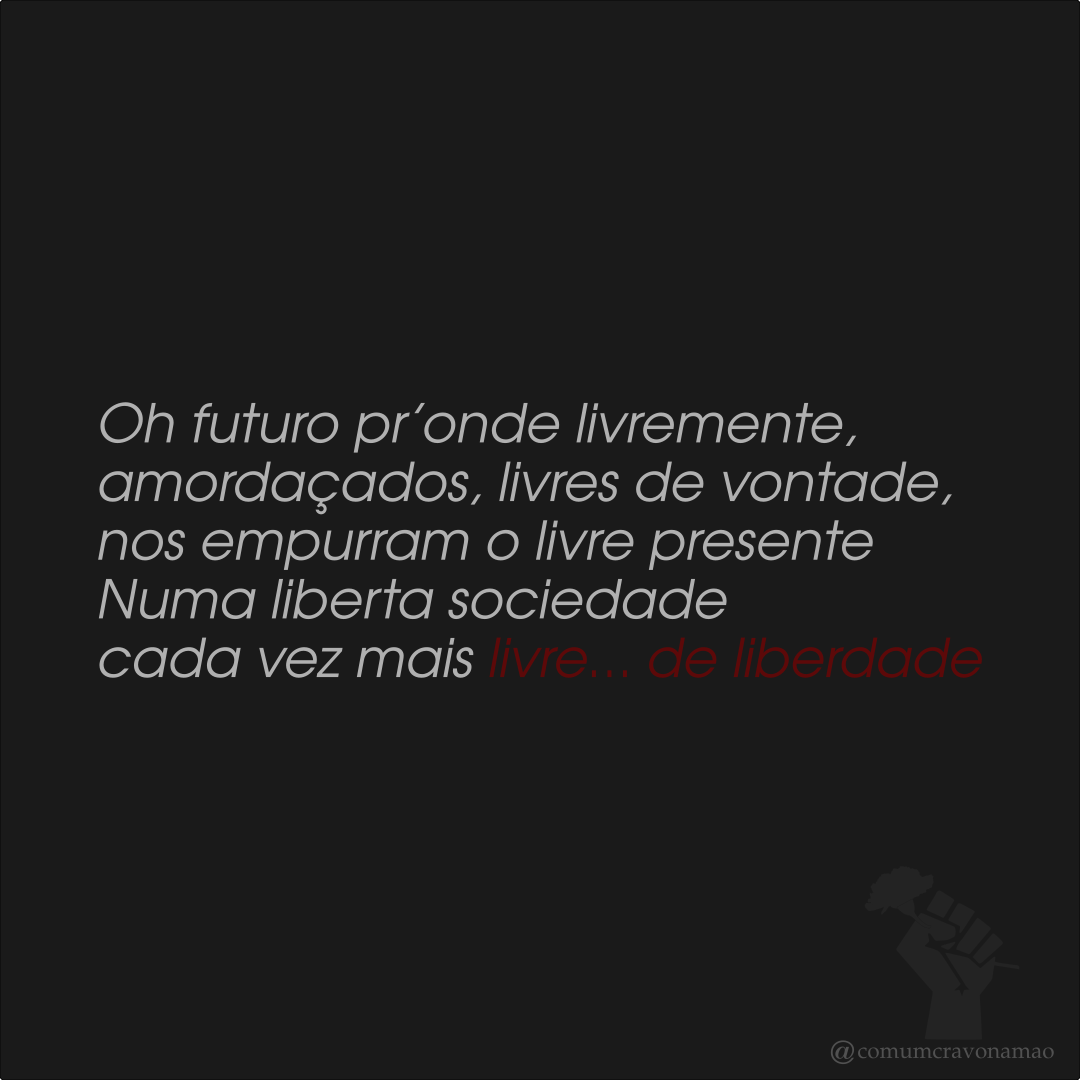 Oh futuro pr’onde livremente,
amordaçados, livres de vontade,
nos empurram o livre presente
Numa liberta sociedade
cada vez mais livre... de liberdade
@comumcravonamao